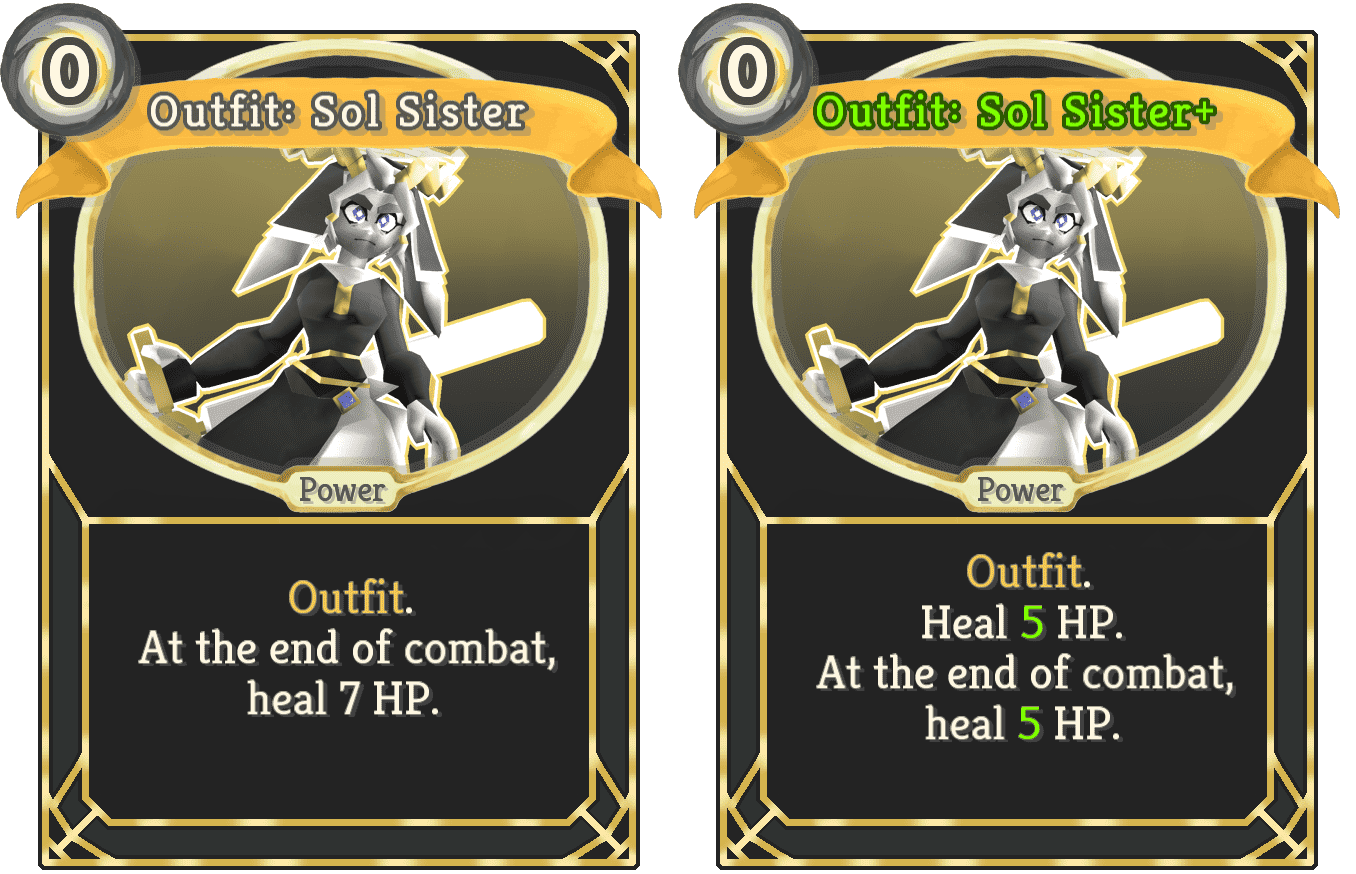 0
Outfit: Sol Sister
Power
Outfit.
At the end of combat,
heal 7 HP.
0
Outfit: Sol Sister+
Power
Outfit.
Heal 5 HP.
At the end of combat,
heal 5 HP.